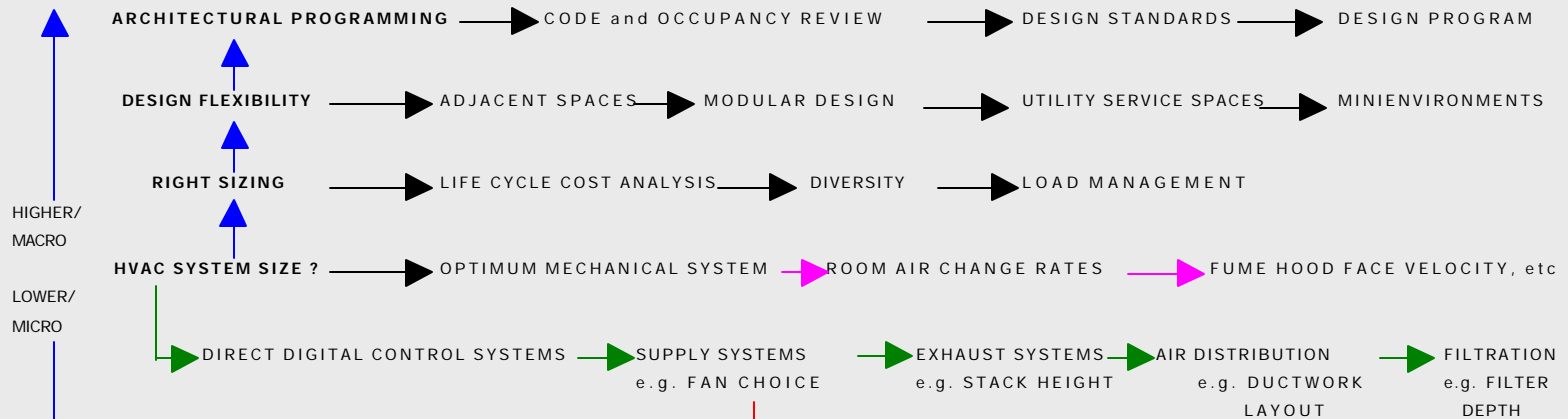 ARCHITECTURAL PROGRAMMING CODE and OCCUPANCY REVIEW DESIGN STANDARDS DESIGN PROGRAM
DESIGN FLEXIBILITY ADJACENT SPACES MODULAR DESIGN UTILITY SERVICE SPACES MINIENVIRONMENTS
RIGHT SIZING LIFE CYCLE COST ANALYSIS DIVERSITY LOAD MANAGEMENT
HIGHER/
MACRO
HVAC SYSTEM SIZE ? OPTIMUM MECHANICAL SYSTEM ROOM AIR CHANGE RATES FUME HOOD FACE VELOCITY, etc
LOWER/
MICRO
DIRECT DIGITAL CONTROL SYSTEMS SUPPLY SYSTEMS EXHAUST SYSTEMS AIR DISTRIBUTION FILTRATION
e.g. FAN CHOICE e.g. STACK HEIGHT e.g. DUCTWORK e.g. FILTER
LAYOUT DEPTH